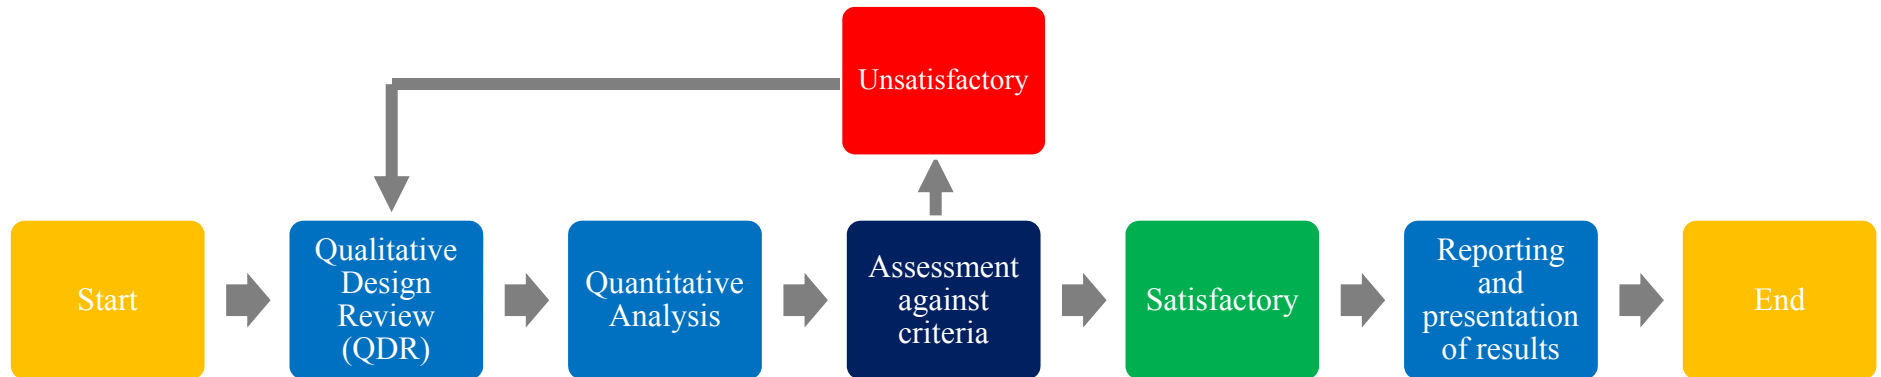 Unsatisfactory
Start
Qualitative
Design
Review
(QDR)
Quantitative
Analysis
Assessment
against
criteria
Satisfactory
Reporting
and
presentation
of results
End